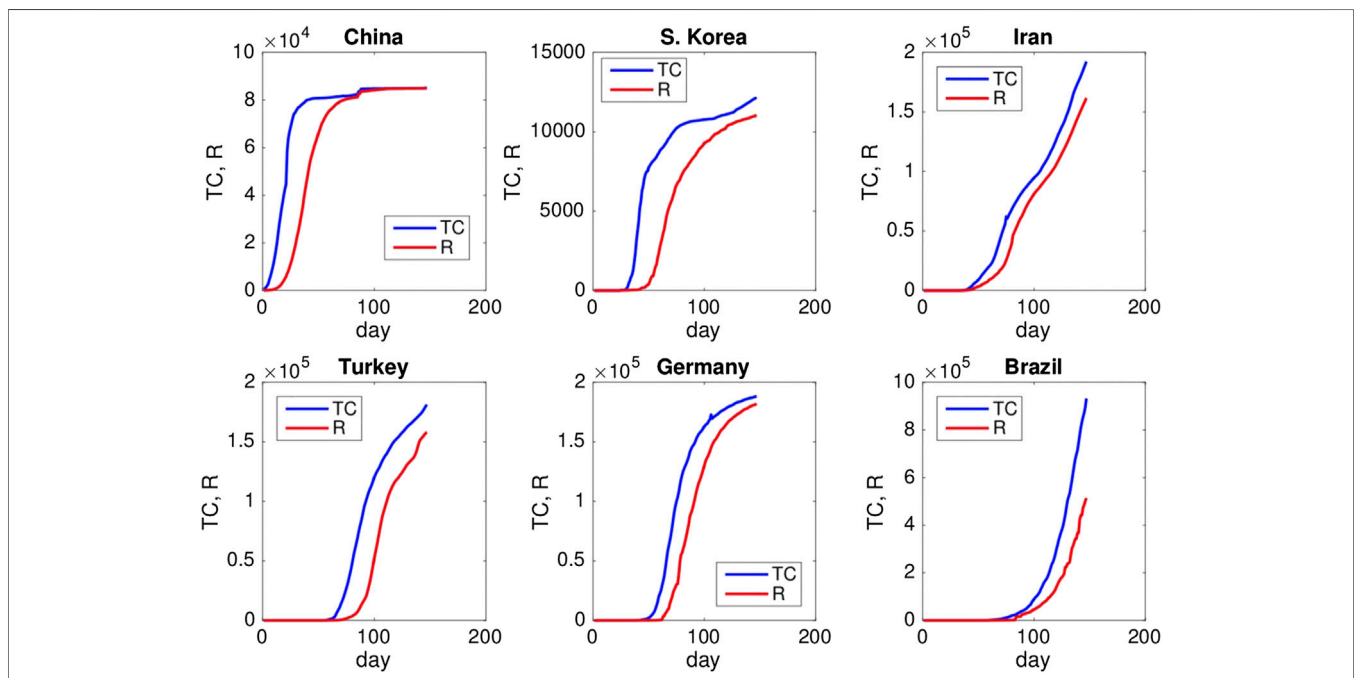 China
×10^4
10
8
6
4
2
0
TC, R
TC
R
0 100 200
day
S. Korea
15000
10000
5000
0
TC, R
TC
R
0 100 200
day
Iran
×10^5
2
1.5
1
0.5
0
TC, R
TC
R
0 100 200
day
Turkey
×10^5
2
1.5
1
0.5
0
TC, R
TC
R
0 100 200
day
Germany
×10^5
2
1.5
1
0.5
0
TC, R
TC
R
0 100 200
day
Brazil
×10^5
10
8
6
4
2
0
TC, R
TC
R
0 100 200
day